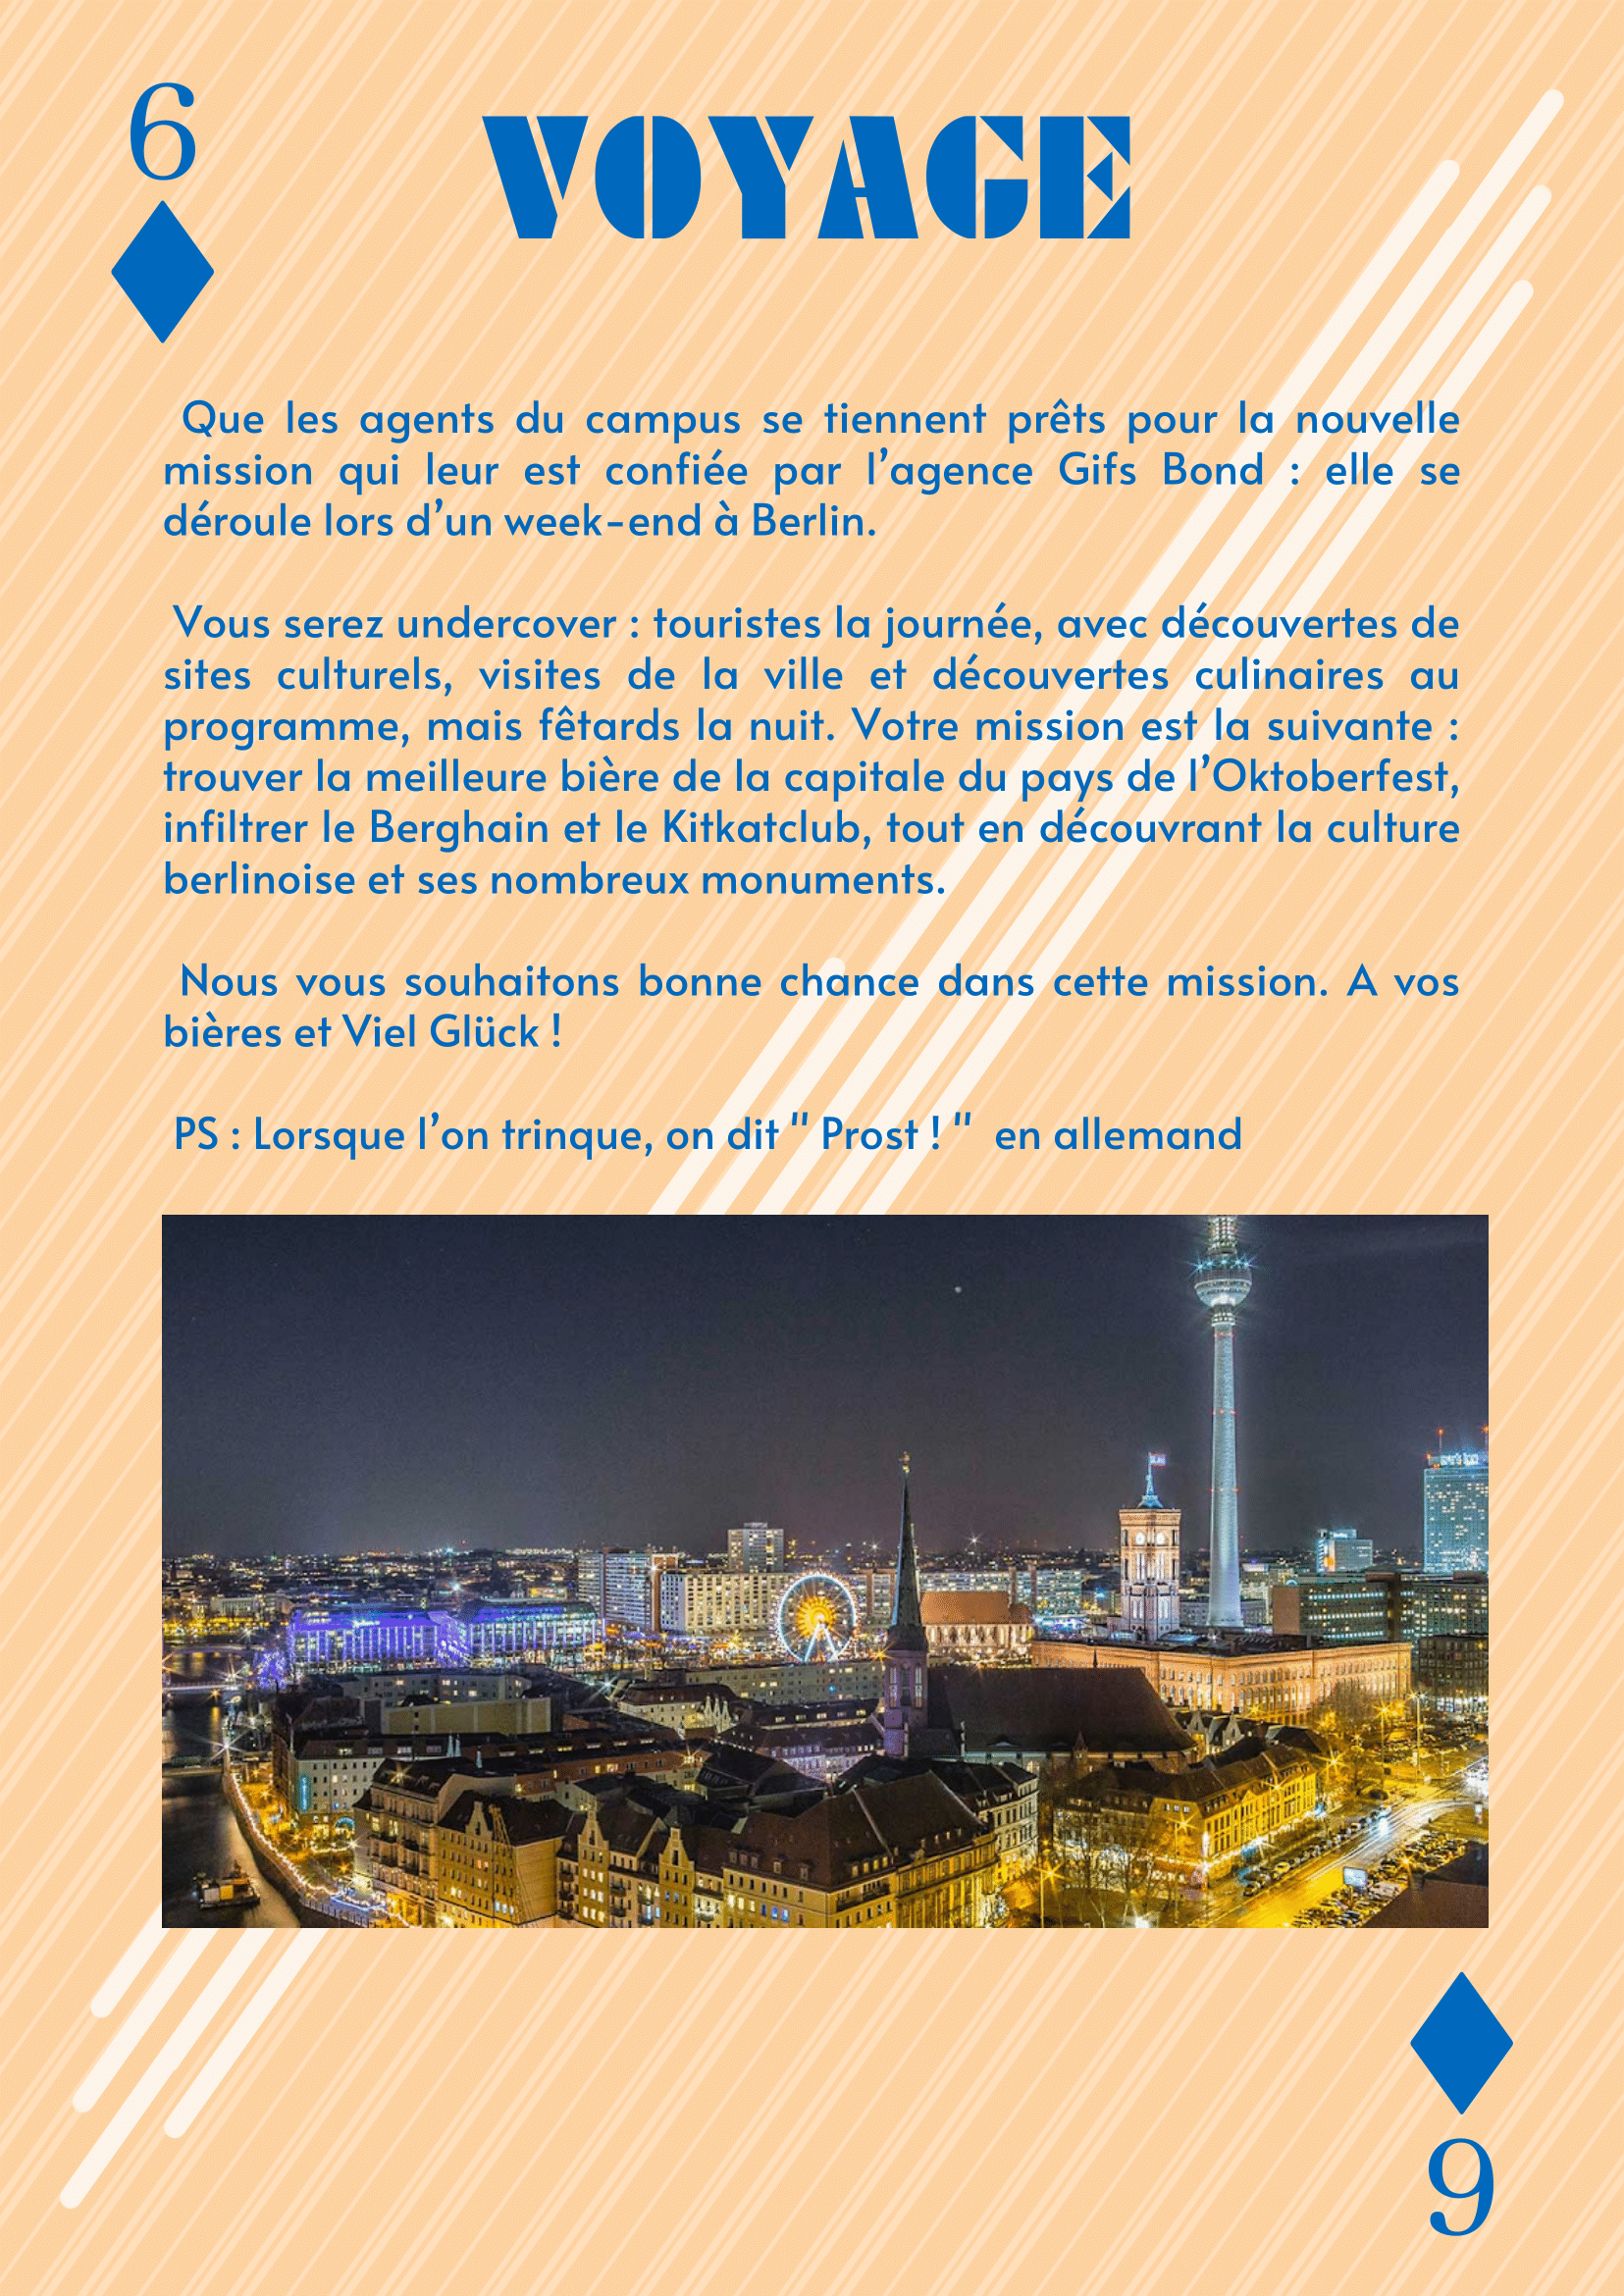 6
VOYAGE
Que les agents du campus se tiennent prêts pour la nouvelle
mission qui leur est confiée par l’agence Gifs Bond : elle se
déroule lors d’un week-end à Berlin.
Vous serez undercover : touristes la journée, avec découvertes de
sites culturels, visites de la ville et découvertes culinaires au
programme, mais fêtards la nuit. Votre mission est la suivante :
trouver la meilleure bière de la capitale du pays de l’Oktoberfest,
infiltrer le Berghain et le Kitkatclub, tout en découvrant la culture
berlinoise et ses nombreux monuments.
Nous vous souhaitons bonne chance dans cette mission. A vos
bières et Viel Glück !
PS : Lorsque l’on trinque, on dit " Prost ! " en allemand
6